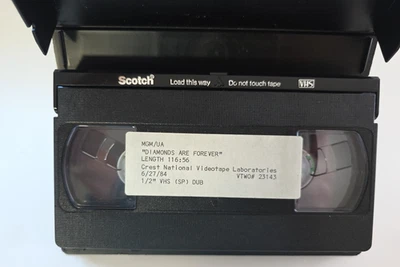 Scotch Load this way Do not touch tape VHS
MGM/UA
"DIAMONDS ARE FOREVER"
LENGTH 116:56
Crest National Videotape Laboratories
6/27/84 VTWO# 23143
1/2" VHS (SP) DUB